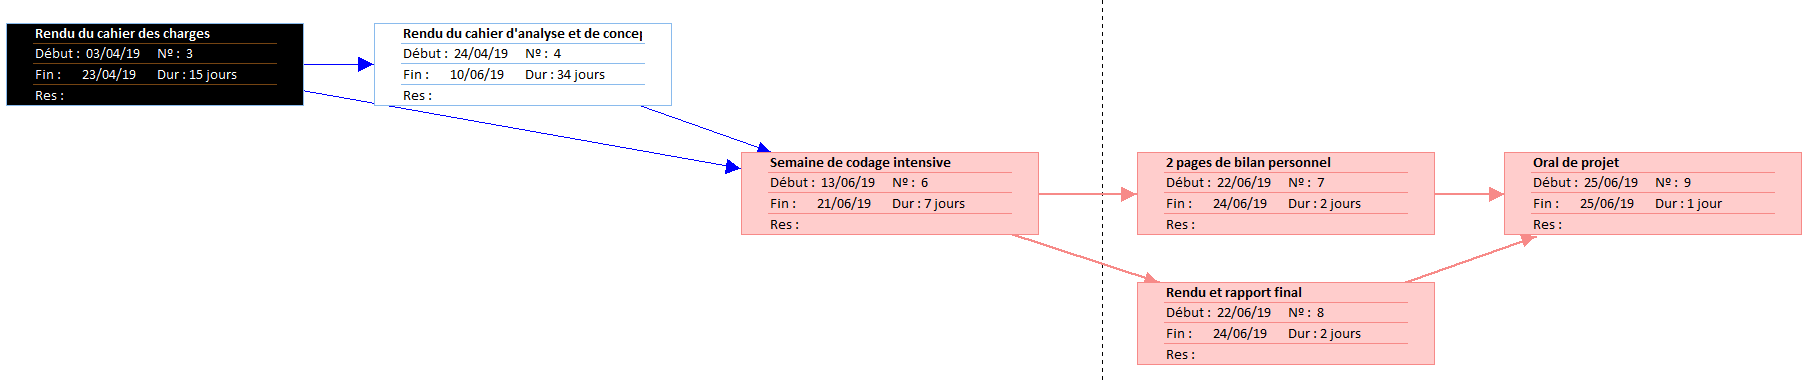 Rendu du cahier des charges
Début : 03/04/19 Nº : 3
Fin : 23/04/19 Dur : 15 jours
Res :
Rendu du cahier d'analyse et de concep
Début : 24/04/19 Nº : 4
Fin : 10/06/19 Dur : 34 jours
Res :
Semaine de codage intensive
Début : 13/06/19 Nº : 6
Fin : 21/06/19 Dur : 7 jours
Res :
2 pages de bilan personnel
Début : 22/06/19 Nº : 7
Fin : 24/06/19 Dur : 2 jours
Res :
Oral de projet
Début : 25/06/19 Nº : 9
Fin : 25/06/19 Dur : 1 jour
Res :
Rendu et rapport final
Début : 22/06/19 Nº : 8
Fin : 24/06/19 Dur : 2 jours
Res :